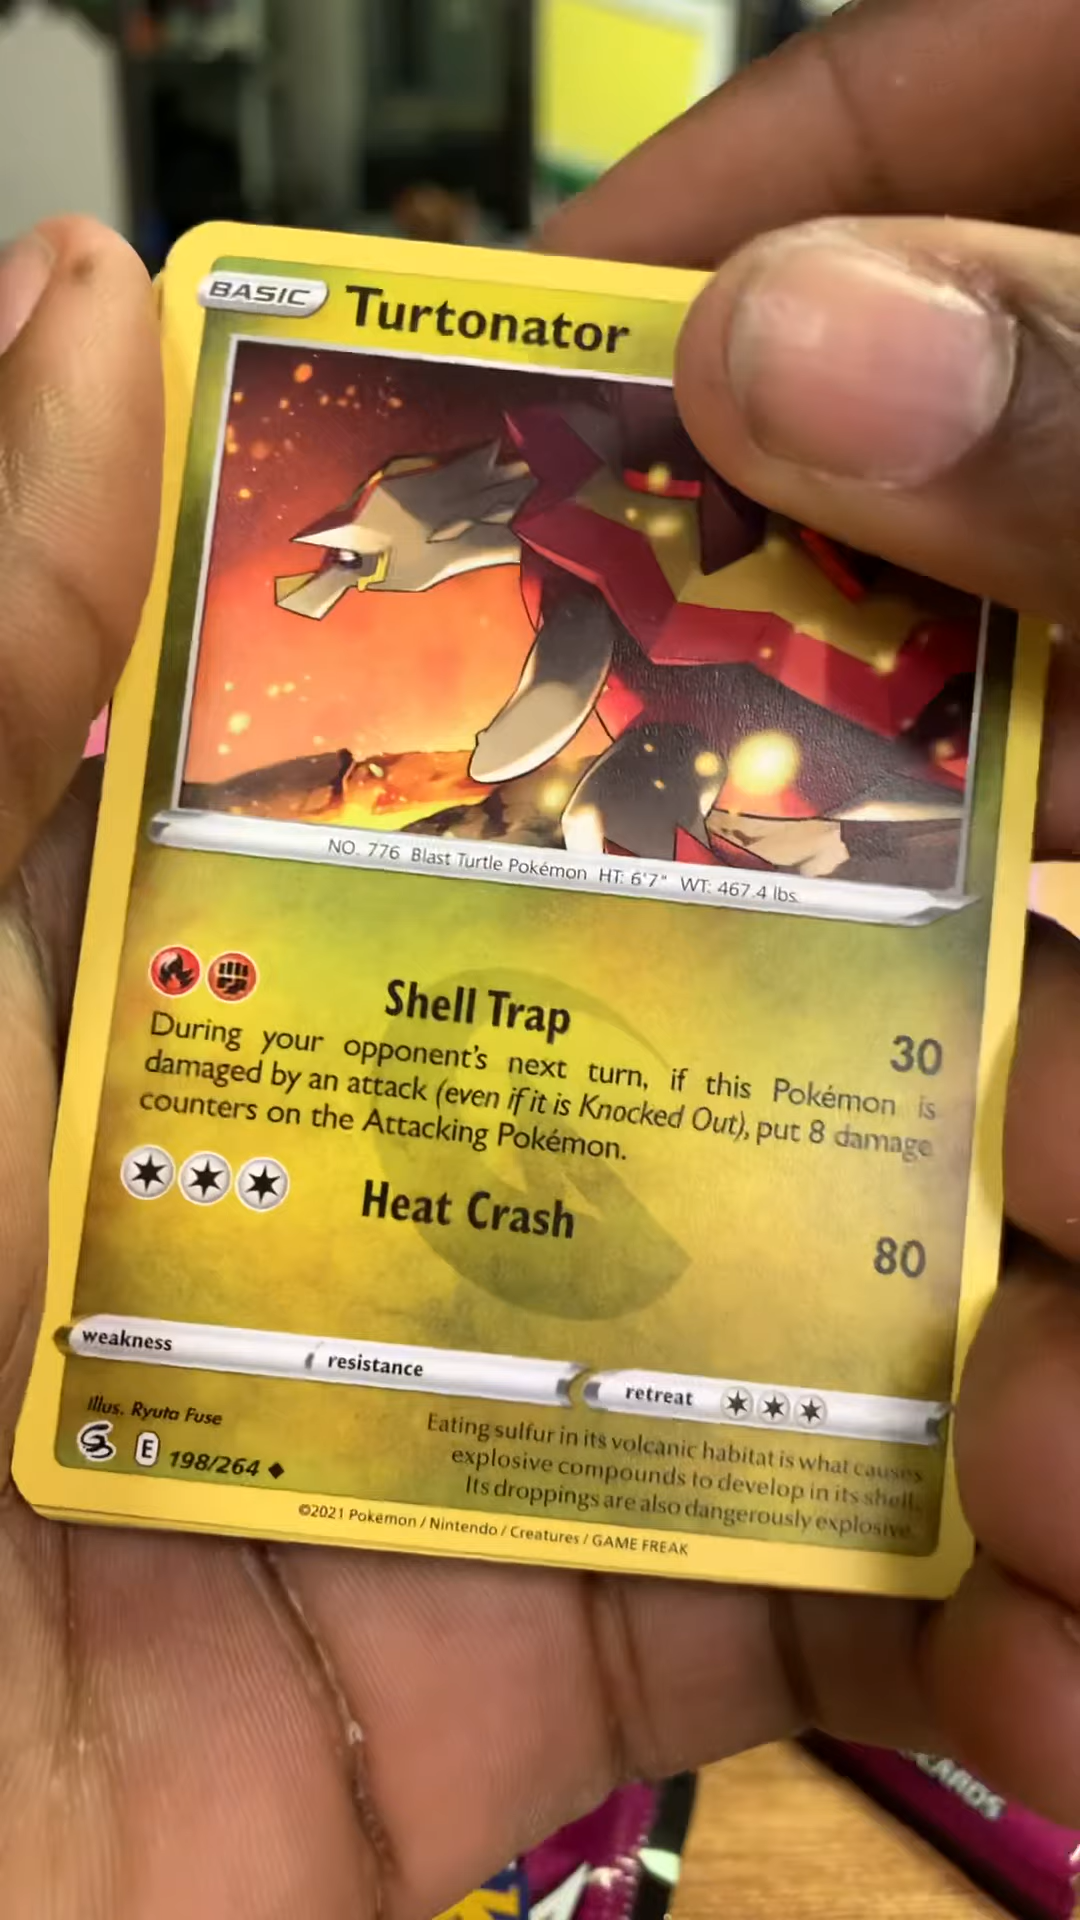 BASIC Turtonator
NO. 776 Blast Turtle Pokémon HT: 6'7" WT: 467.4 lbs.
Shell Trap 30
During your opponent's next turn, if this Pokémon is
damaged by an attack (even if it is Knocked Out), put 8 damage
counters on the Attacking Pokémon.
Heat Crash 80
weakness resistance retreat
Illus. Ryuta Fuse
E 198/264
Eating sulfur in its volcanic habitat is what causes
explosive compounds to develop in its shell.
Its droppings are also dangerously explosive.
©2021 Pokémon / Nintendo / Creatures / GAME FREAK
CARDS